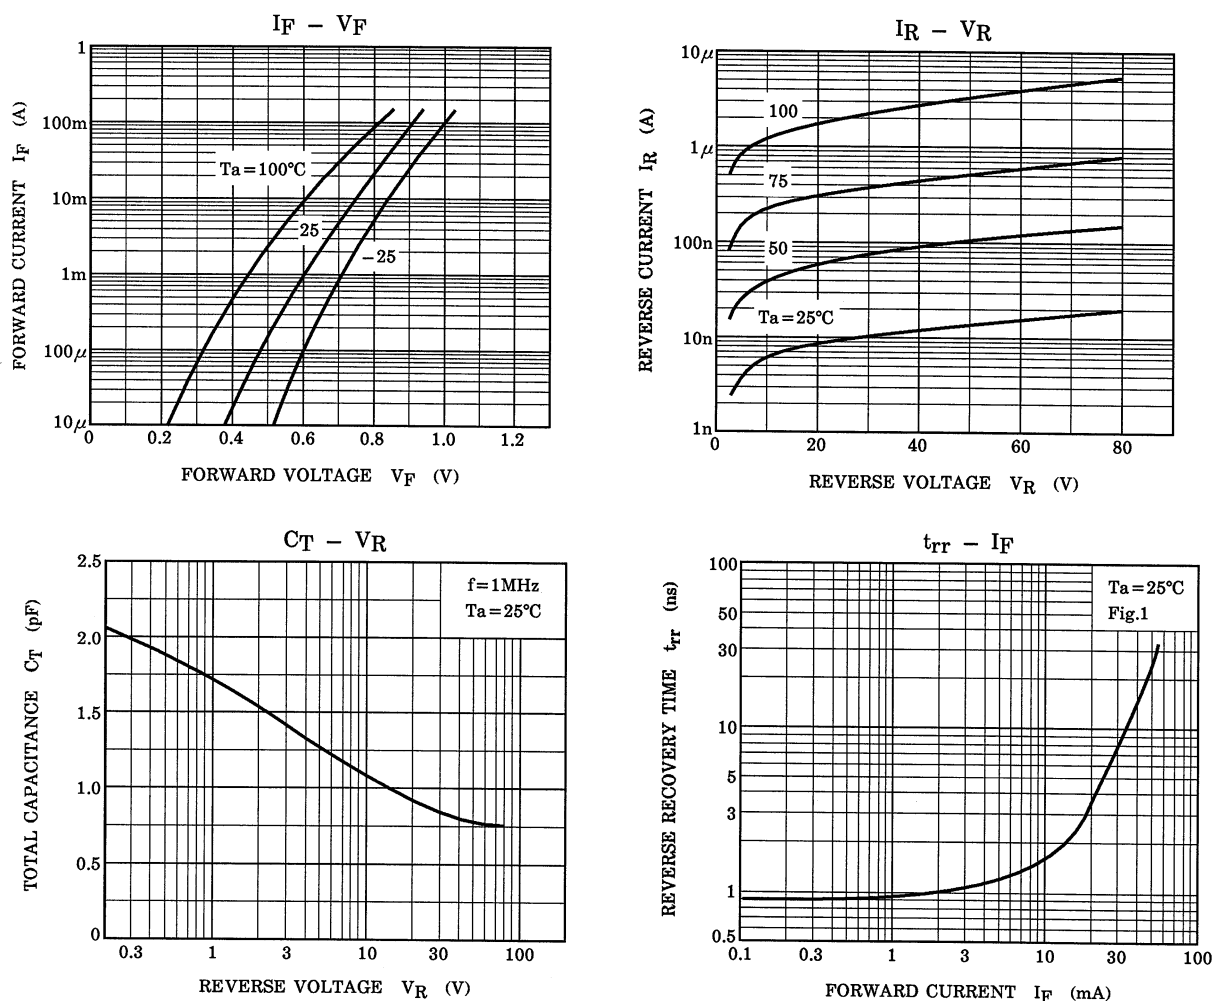 IF – VF
1
100m
10m
1m
100μ
10μ
0 0.2 0.4 0.6 0.8 1.0 1.2
FORWARD CURRENT IF (A)
FORWARD VOLTAGE VF (V)
Ta=100°C
25
–25
IR – VR
10μ
1μ
100n
10n
1n
0 20 40 60 80
REVERSE CURRENT IR (A)
REVERSE VOLTAGE VR (V)
100
75
50
Ta=25°C
CT – VR
2.5
2.0
1.5
1.0
0.5
0
0.3 1 3 10 30 100
TOTAL CAPACITANCE CT (pF)
REVERSE VOLTAGE VR (V)
f=1MHz
Ta=25°C
trr – IF
100
50
30
10
5
3
1
0.5
0.1 0.3 1 3 10 30 100
REVERSE RECOVERY TIME trr (ns)
FORWARD CURRENT IF (mA)
Ta=25°C
Fig.1